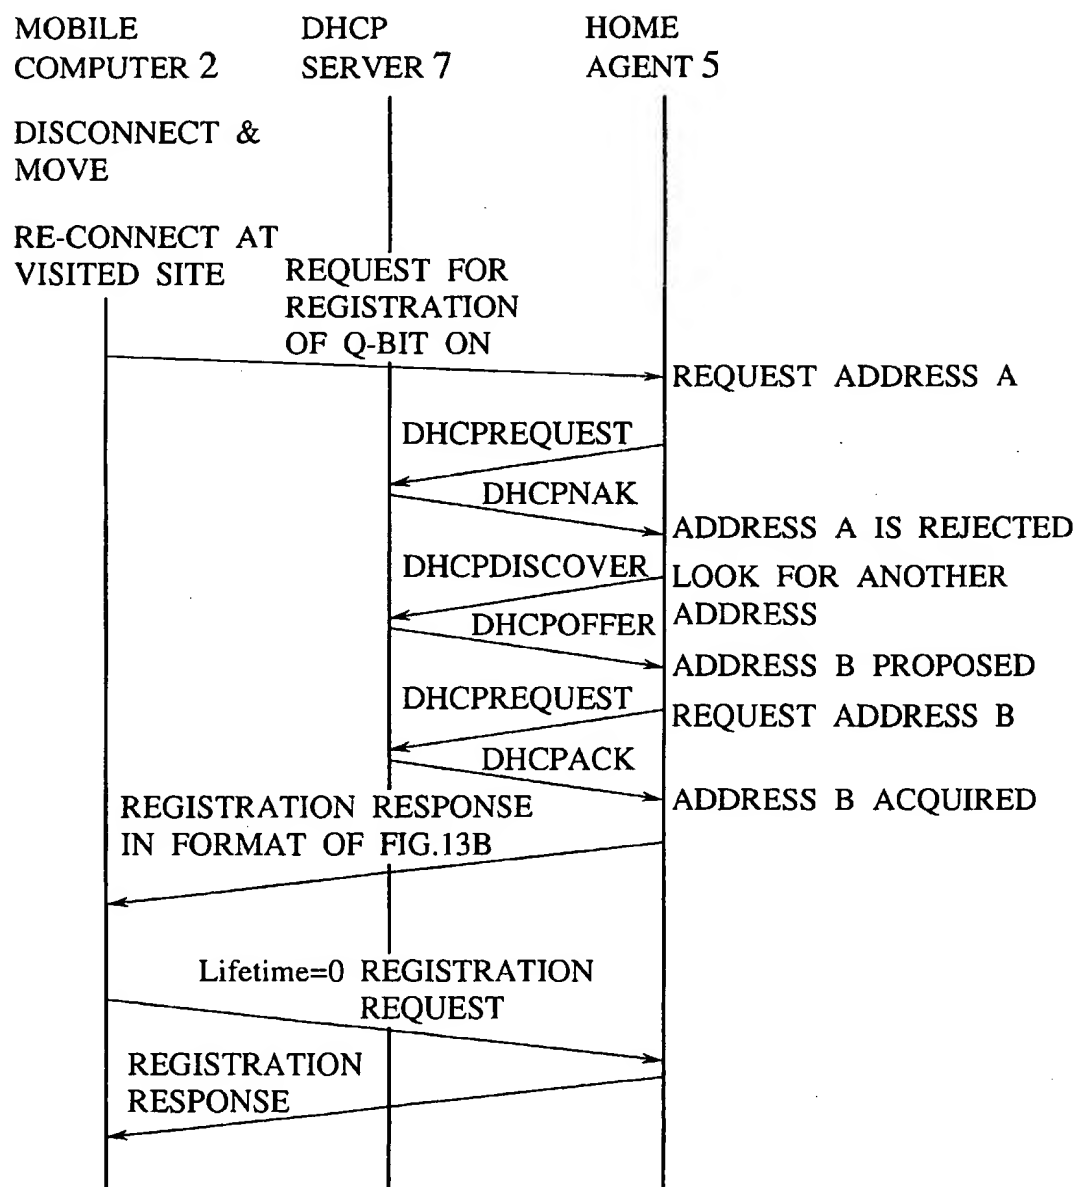 MOBILE
COMPUTER 2
DHCP
SERVER 7
HOME
AGENT 5
DISCONNECT &
MOVE
RE-CONNECT AT
VISITED SITE
REQUEST FOR
REGISTRATION
OF Q-BIT ON
REQUEST ADDRESS A
DHCPREQUEST
DHCPNAK
ADDRESS A IS REJECTED
DHCPDISCOVER
LOOK FOR ANOTHER
ADDRESS
DHCPOFFER
ADDRESS B PROPOSED
DHCPREQUEST
REQUEST ADDRESS B
DHCPACK
ADDRESS B ACQUIRED
REGISTRATION RESPONSE
IN FORMAT OF FIG.13B
Lifetime=0 REGISTRATION
REQUEST
REGISTRATION
RESPONSE